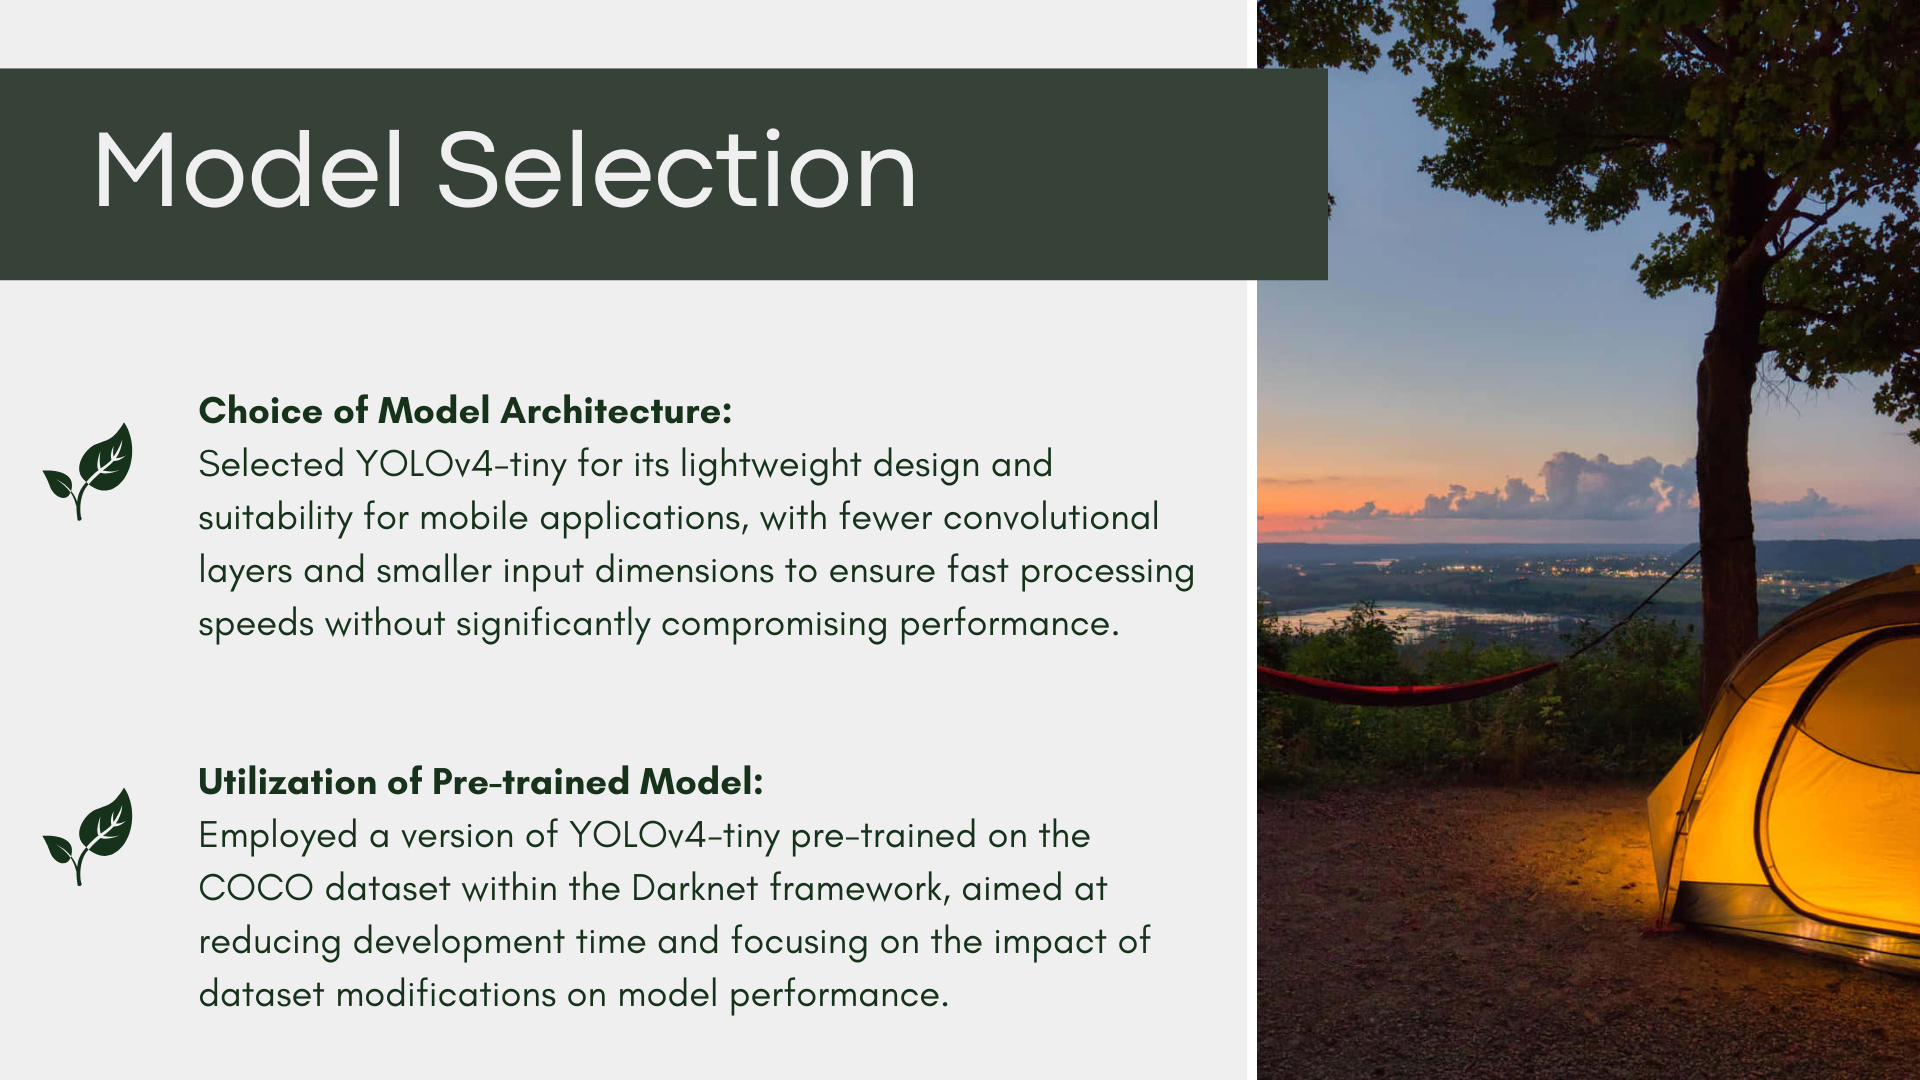 Model Selection
Choice of Model Architecture:
Selected YOLOv4-tiny for its lightweight design and
suitability for mobile applications, with fewer convolutional
layers and smaller input dimensions to ensure fast processing
speeds without significantly compromising performance.
Utilization of Pre-trained Model:
Employed a version of YOLOv4-tiny pre-trained on the
COCO dataset within the Darknet framework, aimed at
reducing development time and focusing on the impact of
dataset modifications on model performance.